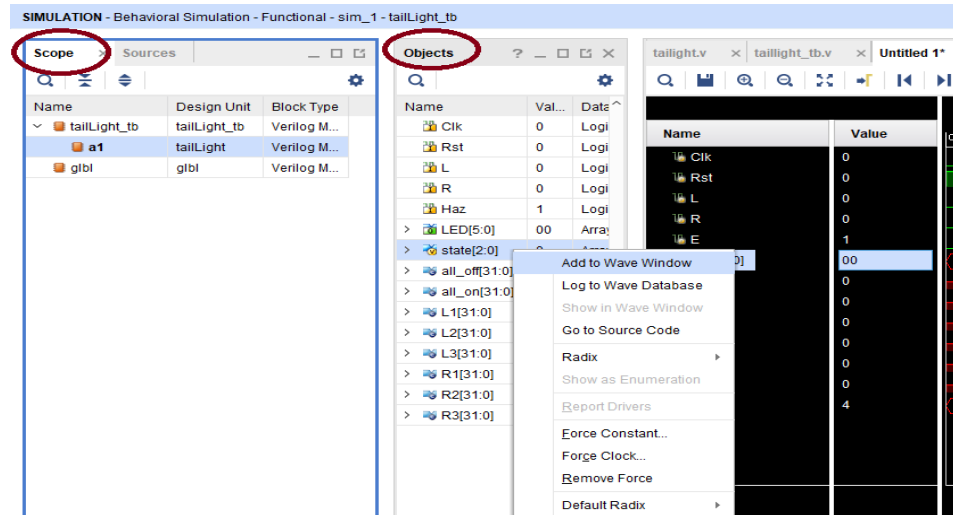 SIMULATION - Behavioral Simulation - Functional - sim_1 - tailLight_tb
Scope Sources
Name Design Unit Block Type
tailLight_tb tailLight_tb Verilog M...
a1 tailLight Verilog M...
glbl glbl Verilog M...
Objects ?
Name Val... Data
Clk 0 Logi
Rst 0 Logi
L 0 Logi
R 0 Logi
Haz 1 Logi
LED[5:0] 00 Array
state[2:0]
all_off[31:0]
all_on[31:0]
L1[31:0]
L2[31:0]
L3[31:0]
R1[31:0]
R2[31:0]
R3[31:0]
Add to Wave Window
Log to Wave Database
Show in Wave Window
Go to Source Code
Radix
Show as Enumeration
Report Drivers
Force Constant...
Force Clock...
Remove Force
Default Radix
tailight.v taillight_tb.v Untitled 1*
Name Value
Clk 0
Rst 0
L 0
R 0
E 1
0] 00
0
0
0
0
0
0
4